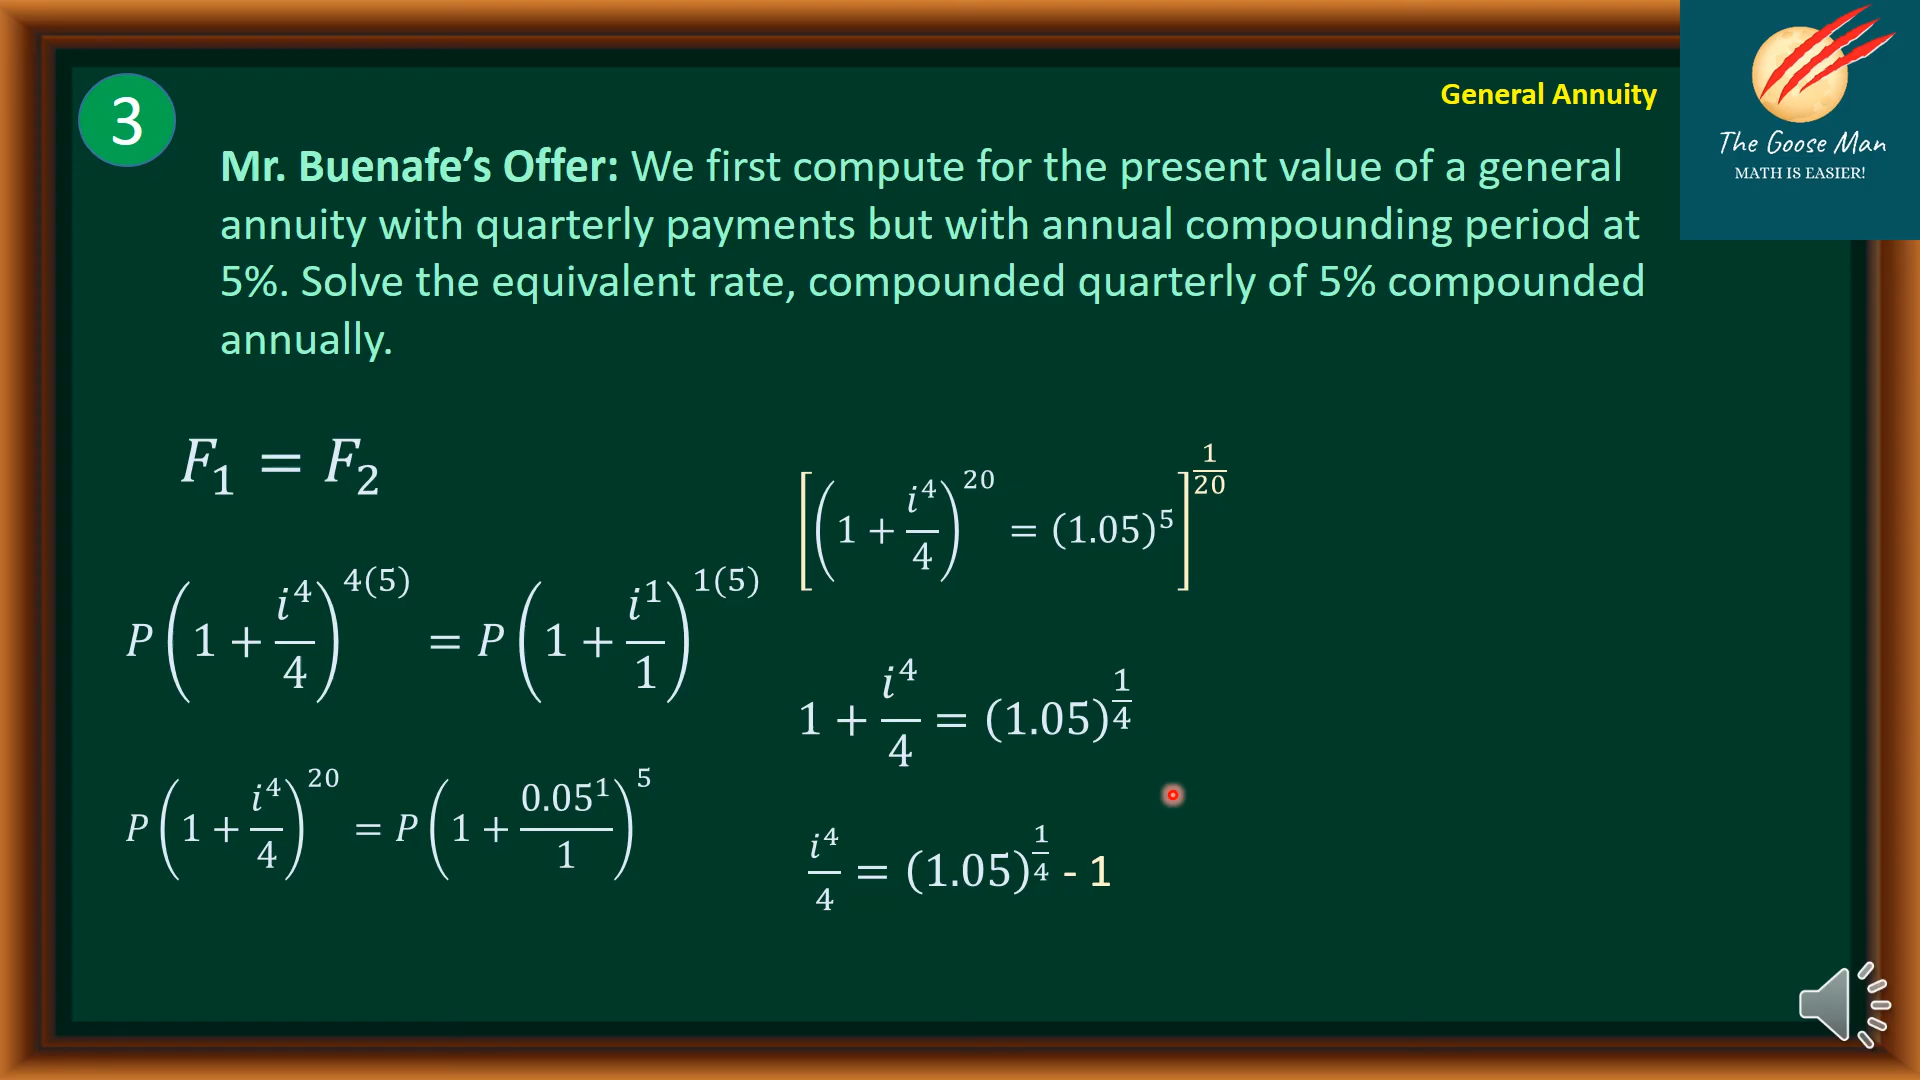 3
General Annuity
The Goose Man
MATH IS EASIER!
Mr. Buenafe’s Offer: We first compute for the present value of a general
annuity with quarterly payments but with annual compounding period at
5%. Solve the equivalent rate, compounded quarterly of 5% compounded
annually.
F₁ = F₂
P(1 + i⁴/4)^4(5) = P(1 + i¹/1)^1(5)
P(1 + i⁴/4)^20 = P(1 + 0.05¹/1)^5
[(1 + i⁴/4)^20 = (1.05)^5]^1/20
1 + i⁴/4 = (1.05)^1/4
i⁴/4 = (1.05)^1/4 - 1